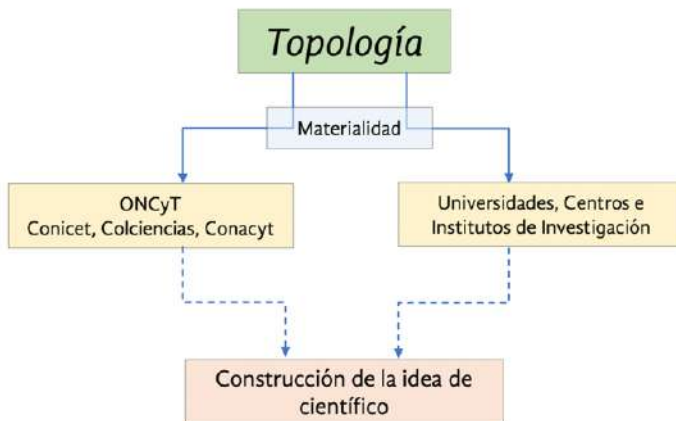 Topología
Materialidad
ONCyT
Conicet, Colciencias, Conacyt
Universidades, Centros e
Institutos de Investigación
Construcción de la idea de
científico